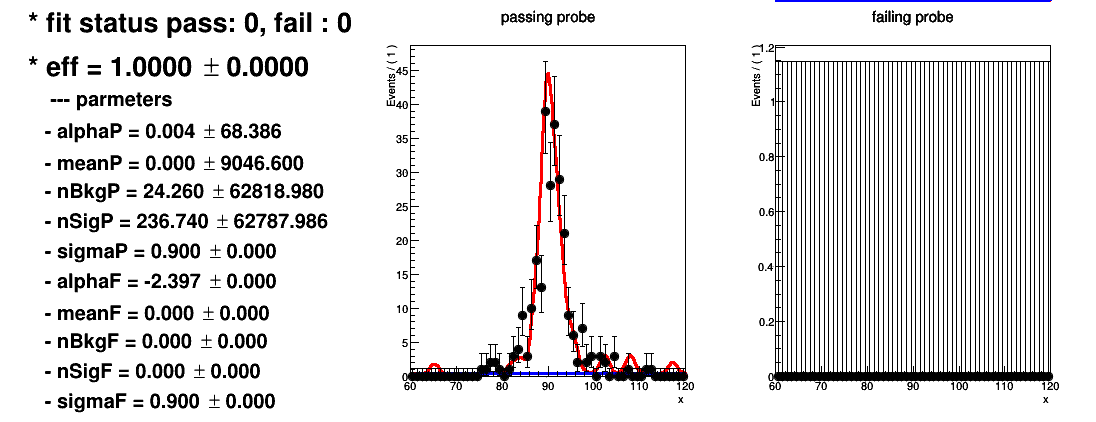 * fit status pass: 0, fail : 0
* eff = 1.0000 ± 0.0000
--- parmeters
- alphaP = 0.004 ± 68.386
- meanP = 0.000 ± 9046.600
- nBkgP = 24.260 ± 62818.980
- nSigP = 236.740 ± 62787.986
- sigmaP = 0.900 ± 0.000
- alphaF = -2.397 ± 0.000
- meanF = 0.000 ± 0.000
- nBkgF = 0.000 ± 0.000
- nSigF = 0.000 ± 0.000
- sigmaF = 0.900 ± 0.000
passing probe
Events / ( 1 )
45
40
35
30
25
20
15
10
5
0
60 70 80 90 100 110 120
x
failing probe
Events / ( 1 )
1.2
1
0.8
0.6
0.4
0.2
0
60 70 80 90 100 110 120
x